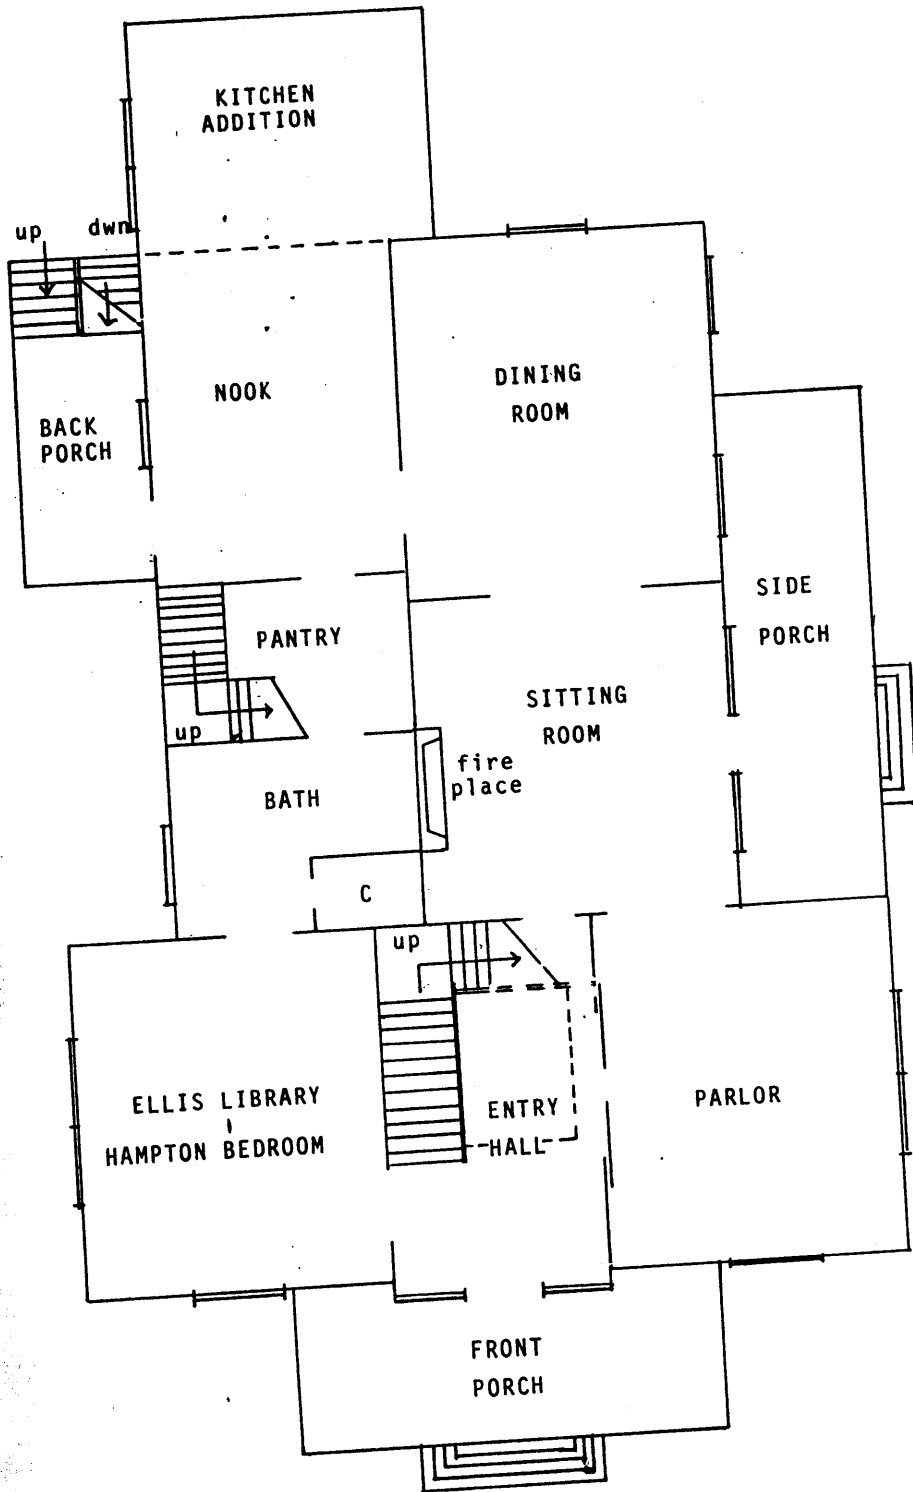 KITCHEN
ADDITION
up
dwn
NOOK
DINING
ROOM
BACK
PORCH
SIDE
PORCH
PANTRY
SITTING
ROOM
up
fire
place
BATH
C
up
ELLIS LIBRARY
HAMPTON BEDROOM
ENTRY
HALL
PARLOR
FRONT
PORCH